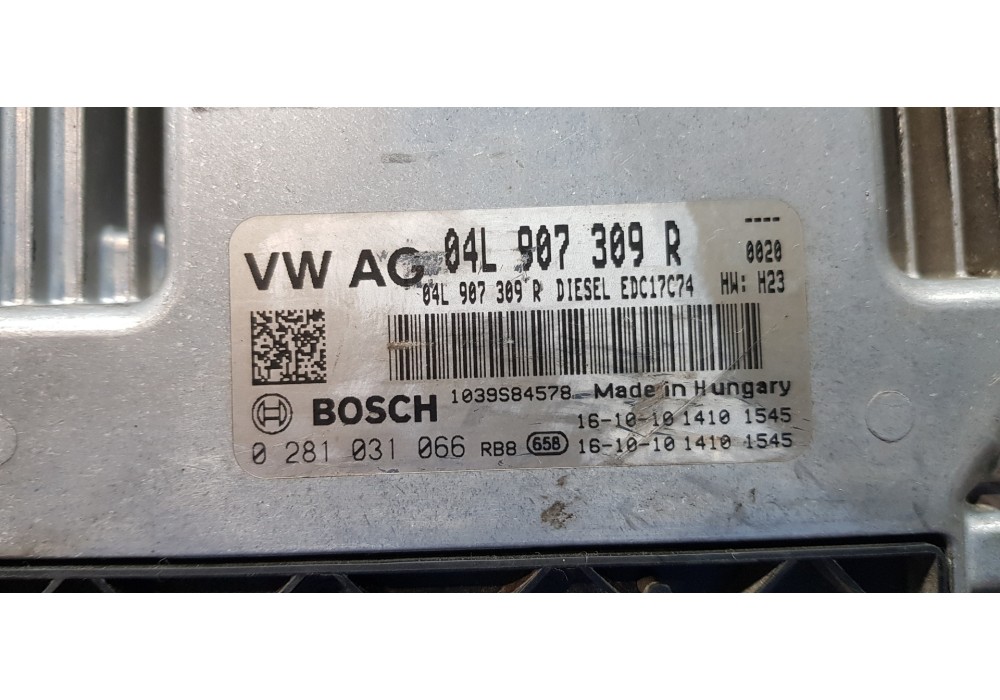 VW AG 04L 907 309 R ----
0020
04L 907 309 R DIESEL EDC17C74 HW: H23
1039S84578 Made in Hungary
BOSCH 16-10-10 1410 1545
0 281 031 066 RB8 658 16-10-10 1410 1545